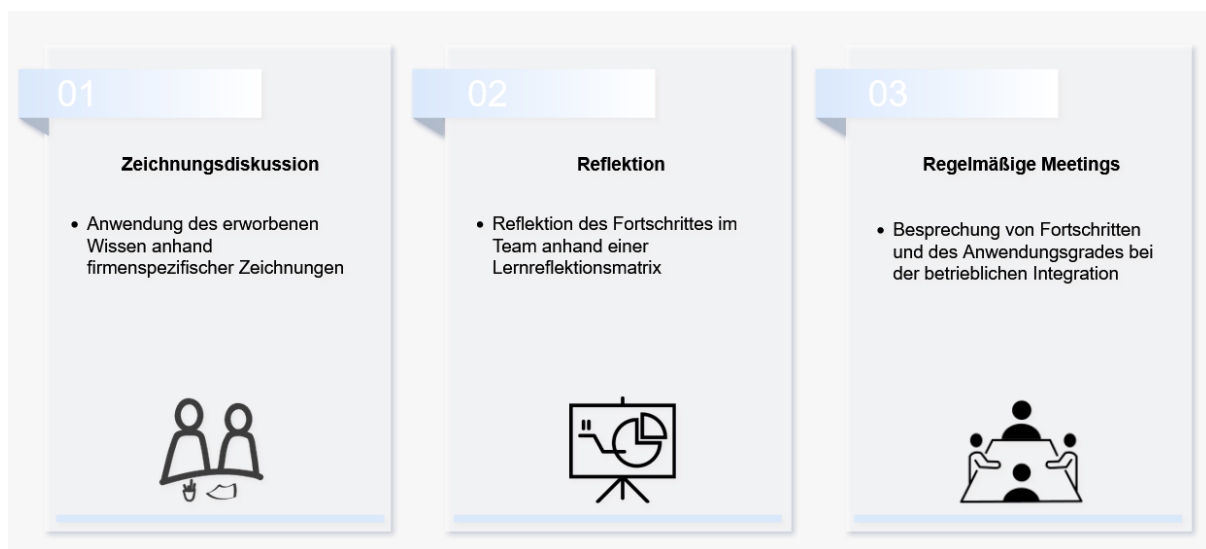 01
Zeichnungsdiskussion
• Anwendung des erworbenen
Wissen anhand
firmenspezifischer Zeichnungen
02
Reflektion
• Reflektion des Fortschrittes im
Team anhand einer
Lernreflektionsmatrix
03
Regelmäßige Meetings
• Besprechung von Fortschritten
und des Anwendungsgrades bei
der betrieblichen Integration